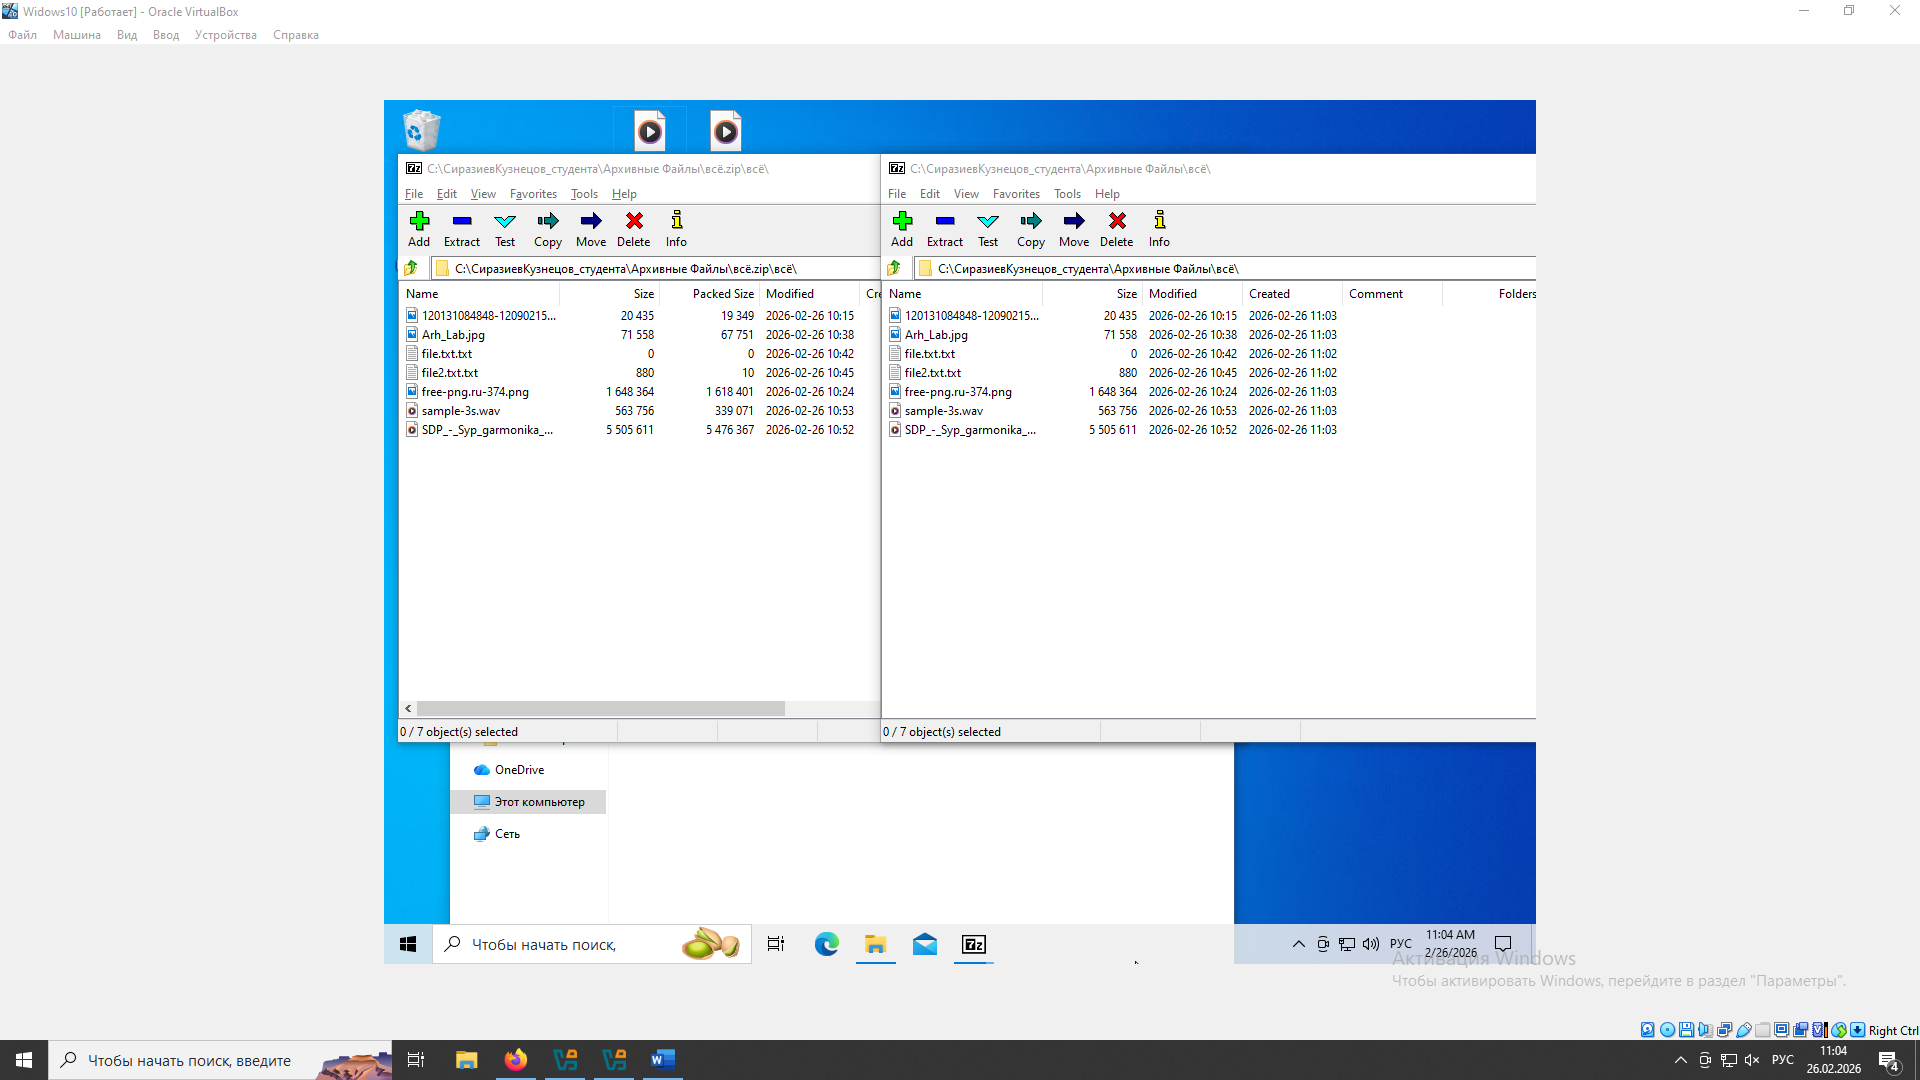 Widows10 [Работает] - Oracle VirtualBox
Файл Машина Вид Ввод Устройства Справка
C:\СиразиевКузнецов_студента\Архивные Файлы\всё.zip\всё\
File Edit View Favorites Tools Help
Add Extract Test Copy Move Delete Info
C:\СиразиевКузнецов_студента\Архивные Файлы\всё.zip\всё\
Name Size Packed Size Modified Cre
120131084848-12090215... 20 435 19 349 2026-02-26 10:15
Arh_Lab.jpg 71 558 67 751 2026-02-26 10:38
file.txt.txt 0 0 2026-02-26 10:42
file2.txt.txt 880 10 2026-02-26 10:45
free-png.ru-374.png 1 648 364 1 618 401 2026-02-26 10:24
sample-3s.wav 563 756 339 071 2026-02-26 10:53
SDP_-_Syp_garmonika_... 5 505 611 5 476 367 2026-02-26 10:52
0 / 7 object(s) selected
C:\СиразиевКузнецов_студента\Архивные Файлы\всё\
File Edit View Favorites Tools Help
Add Extract Test Copy Move Delete Info
C:\СиразиевКузнецов_студента\Архивные Файлы\всё\
Name Size Modified Created Comment Folders
120131084848-12090215... 20 435 2026-02-26 10:15 2026-02-26 11:03
Arh_Lab.jpg 71 558 2026-02-26 10:38 2026-02-26 11:03
file.txt.txt 0 2026-02-26 10:42 2026-02-26 11:02
file2.txt.txt 880 2026-02-26 10:45 2026-02-26 11:02
free-png.ru-374.png 1 648 364 2026-02-26 10:24 2026-02-26 11:03
sample-3s.wav 563 756 2026-02-26 10:53 2026-02-26 11:03
SDP_-_Syp_garmonika_... 5 505 611 2026-02-26 10:52 2026-02-26 11:03
0 / 7 object(s) selected
OneDrive
Этот компьютер
Сеть
Чтобы начать поиск,
7z
РУС
11:04 AM
2/26/2026
Активация Windows
Чтобы активировать Windows, перейдите в раздел "Параметры".
Right Ctrl
Чтобы начать поиск, введите
РУС
11:04
26.02.2026
4